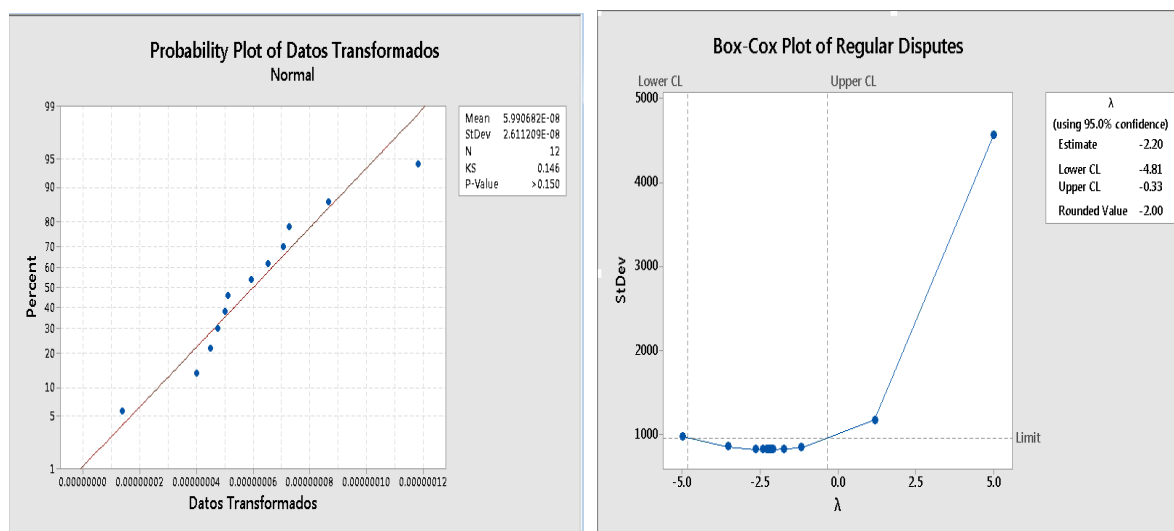 Probability Plot of Datos Transformados
Normal
Percent
99
95
90
80
70
60
50
40
30
20
10
5
1
0.00000000 0.00000002 0.00000004 0.00000006 0.00000008 0.00000010 0.00000012
Datos Transformados
Mean 5.990682E-08
StDev 2.611209E-08
N 12
KS 0.146
P-Value >0.150
Box-Cox Plot of Regular Disputes
Lower CL Upper CL
StDev
5000
4000
3000
2000
1000
Limit
-5.0 -2.5 0.0 2.5 5.0
λ
λ
(using 95.0% confidence)
Estimate -2.20
Lower CL -4.81
Upper CL -0.33
Rounded Value -2.00